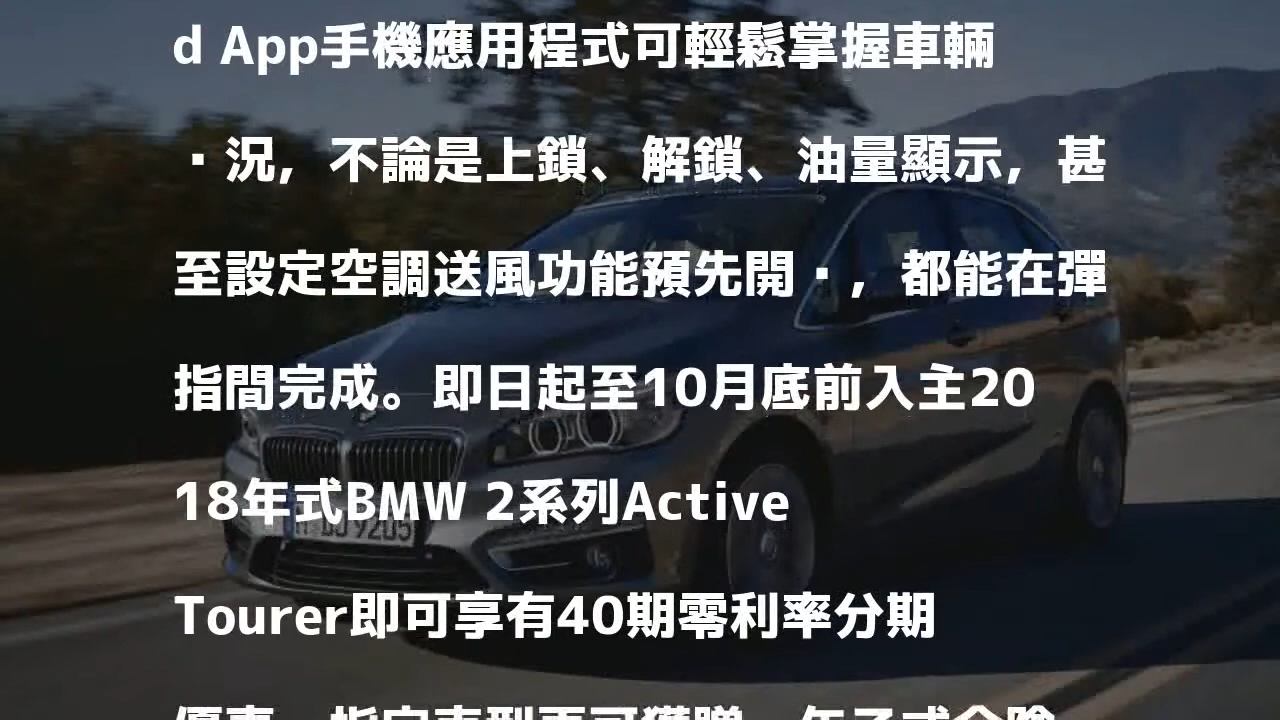 d App手機應用程式可輕鬆掌握車輛
▪況，不論是上鎖、解鎖、油量顯示，甚
至設定空調送風功能預先開▪，都能在彈
指間完成。即日起至10月底前入主20
18年式BMW 2系列Active
Tourer即可享有40期零利率分期